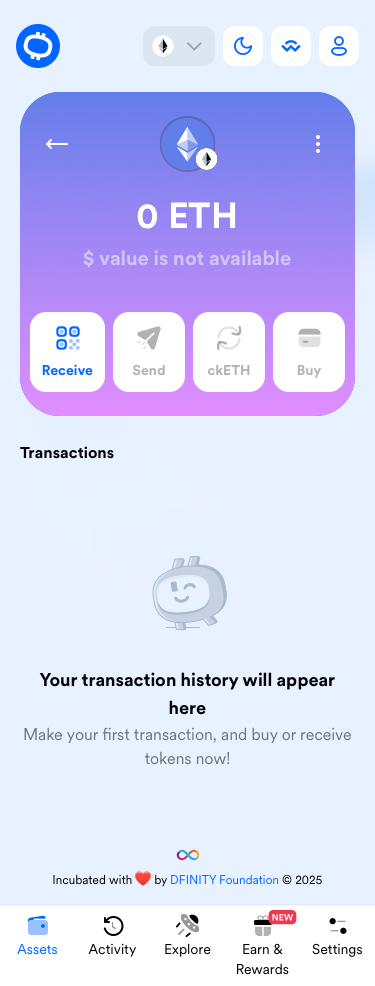 0 ETH
$ value is not available
Receive
Send
ckETH
Buy
Transactions
Your transaction history will appear
here
Make your first transaction, and buy or receive
tokens now!
Incubated with ❤️ by DFINITY Foundation © 2025
NEW
Assets
Activity
Explore
Earn &
Rewards
Settings